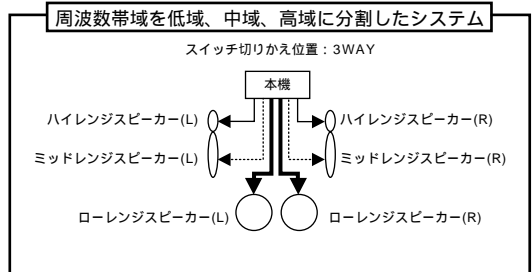 周波数帯域を低域、中域、高域に分割したシステム
スイッチ切りかえ位置：3WAY
本機
ハイレンジスピーカー(L)
ハイレンジスピーカー(R)
ミッドレンジスピーカー(L)
ミッドレンジスピーカー(R)
ローレンジスピーカー(L)
ローレンジスピーカー(R)